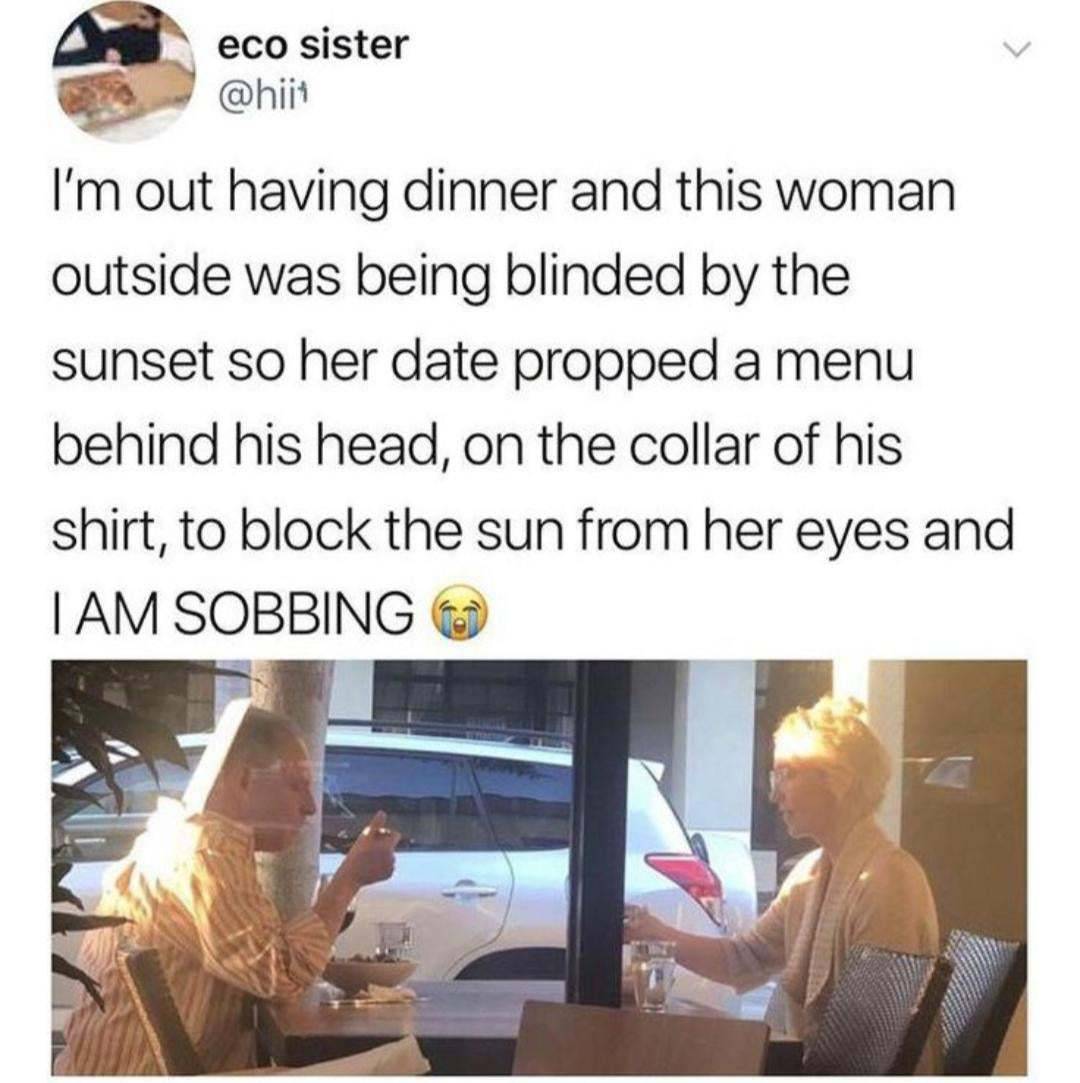 eco sister
I'm out having dinner and this woman
outside was being blinded by the
sunset so her date propped a menu
behind his head, on the collar of his
shirt, to block the sun from her eyes and
I AM SOBBING 😭